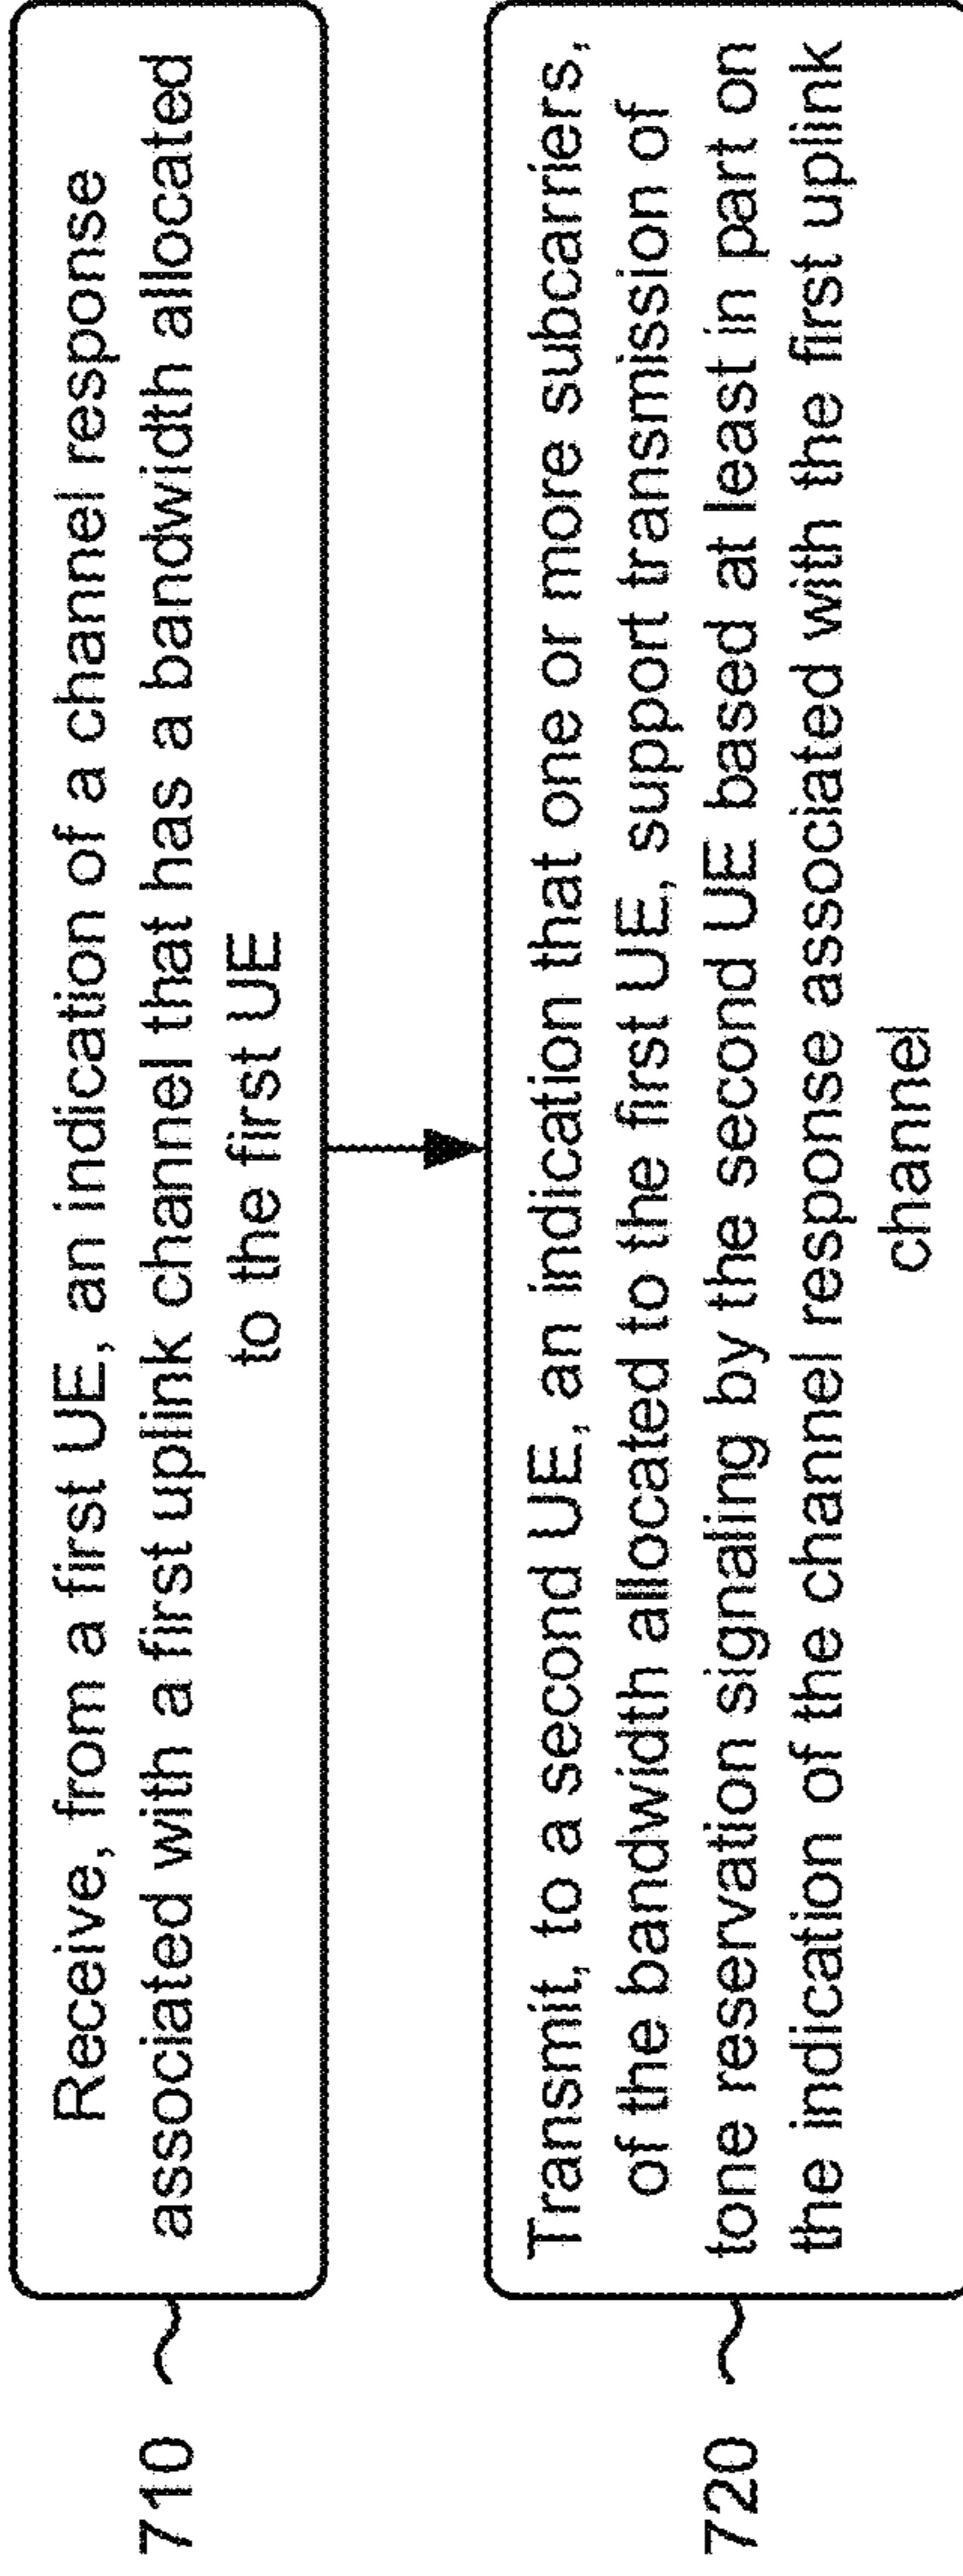 710
Receive, from a first UE, an indication of a channel response
associated with a first uplink channel that has a bandwidth allocated
to the first UE
720
Transmit, to a second UE, an indication that one or more subcarriers,
of the bandwidth allocated to the first UE, support transmission of
tone reservation signaling by the second UE based at least in part on
the indication of the channel response associated with the first uplink
channel